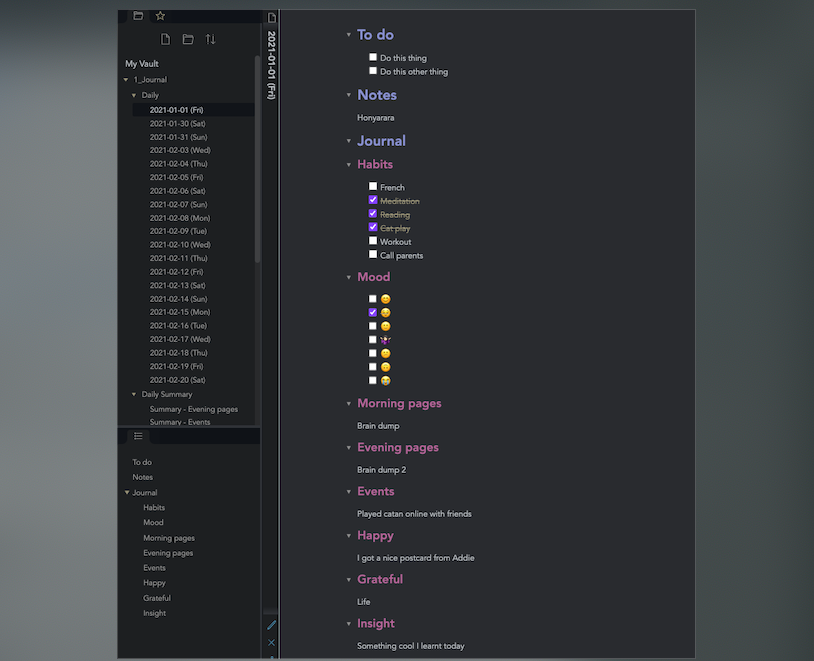 My Vault
1_Journal
Daily
2021-01-01 (Fri)
2021-01-30 (Sat)
2021-01-31 (Sun)
2021-02-03 (Wed)
2021-02-04 (Thu)
2021-02-05 (Fri)
2021-02-06 (Sat)
2021-02-07 (Sun)
2021-02-08 (Mon)
2021-02-09 (Tue)
2021-02-10 (Wed)
2021-02-11 (Thu)
2021-02-12 (Fri)
2021-02-13 (Sat)
2021-02-14 (Sun)
2021-02-15 (Mon)
2021-02-16 (Tue)
2021-02-17 (Wed)
2021-02-18 (Thu)
2021-02-19 (Fri)
2021-02-20 (Sat)
Daily Summary
Summary - Evening pages
Summary - Events
To do
Notes
Journal
Habits
Mood
Morning pages
Evening pages
Events
Happy
Grateful
Insight
2021-01-01 (Fri)
To do
Do this thing
Do this other thing
Notes
Honyarara
Journal
Habits
French
Meditation
Reading
Cat play
Workout
Call parents
Mood
Morning pages
Brain dump
Evening pages
Brain dump 2
Events
Played catan online with friends
Happy
I got a nice postcard from Addie
Grateful
Life
Insight
Something cool I learnt today